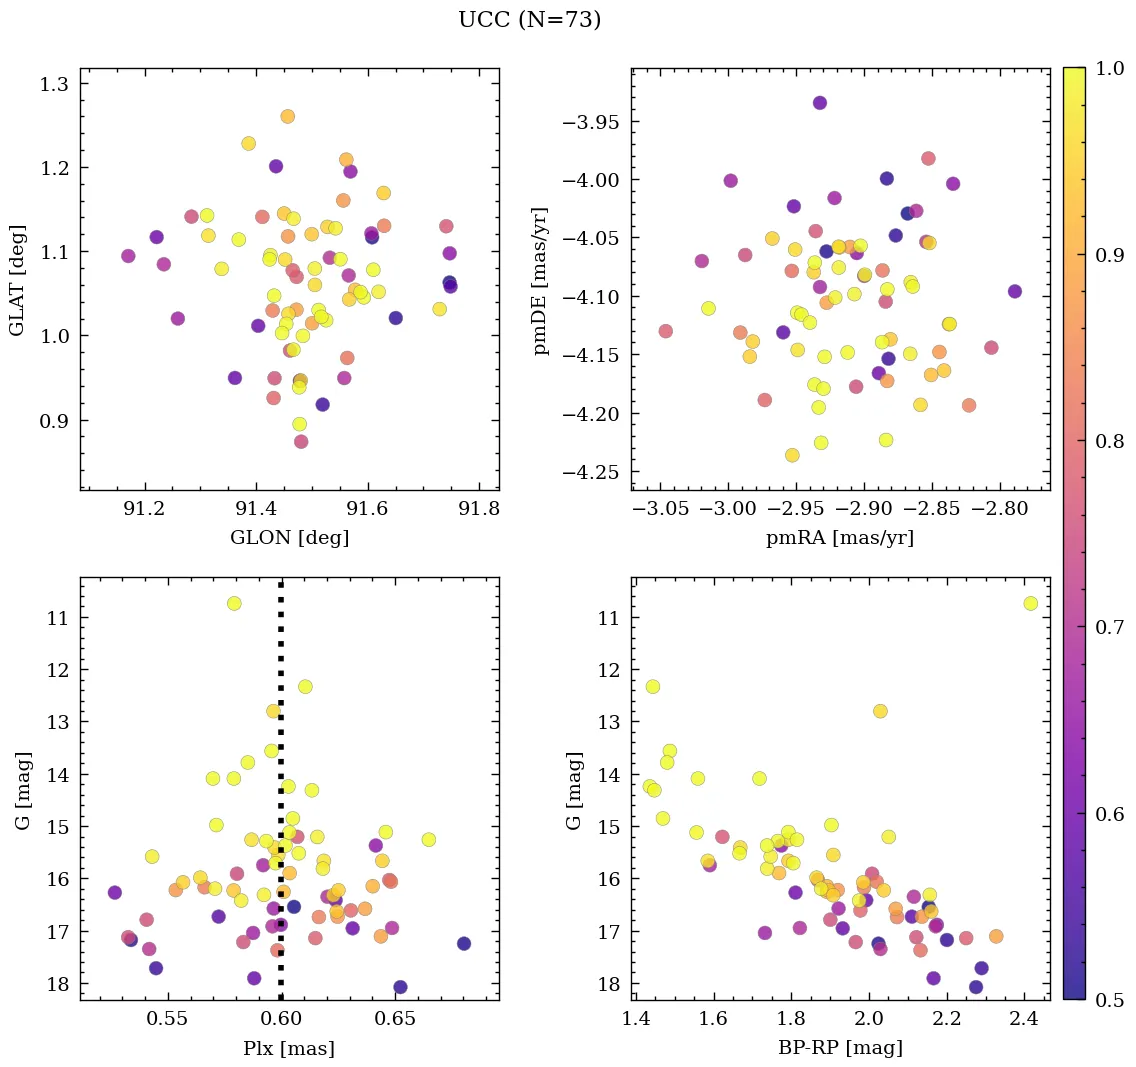 UCC (N=73)
1.3
1.2
1.1
1.0
0.9
GLAT [deg]
91.2 91.4 91.6 91.8
GLON [deg]
−3.95
−4.00
−4.05
−4.10
−4.15
−4.20
−4.25
pmDE [mas/yr]
−3.05 −3.00 −2.95 −2.90 −2.85 −2.80
pmRA [mas/yr]
11
12
13
14
15
16
17
18
G [mag]
0.55 0.60 0.65
Plx [mas]
11
12
13
14
15
16
17
18
G [mag]
1.4 1.6 1.8 2.0 2.2 2.4
BP-RP [mag]
1.0
0.9
0.8
0.7
0.6
0.5